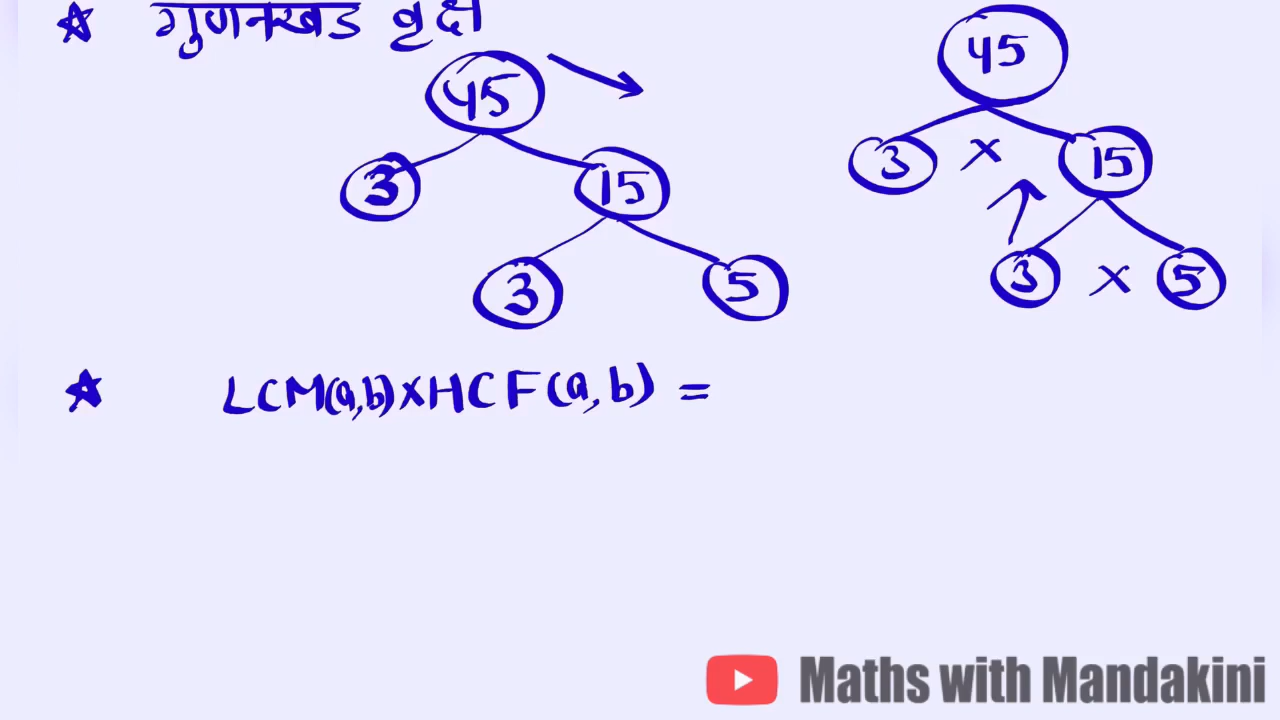 ☆ गुणनखंड वृक्ष
45
3 15
3 5
45
3 × 15
3 × 5
☆ LCM(a,b)×HCF(a,b) =
Maths with Mandakini